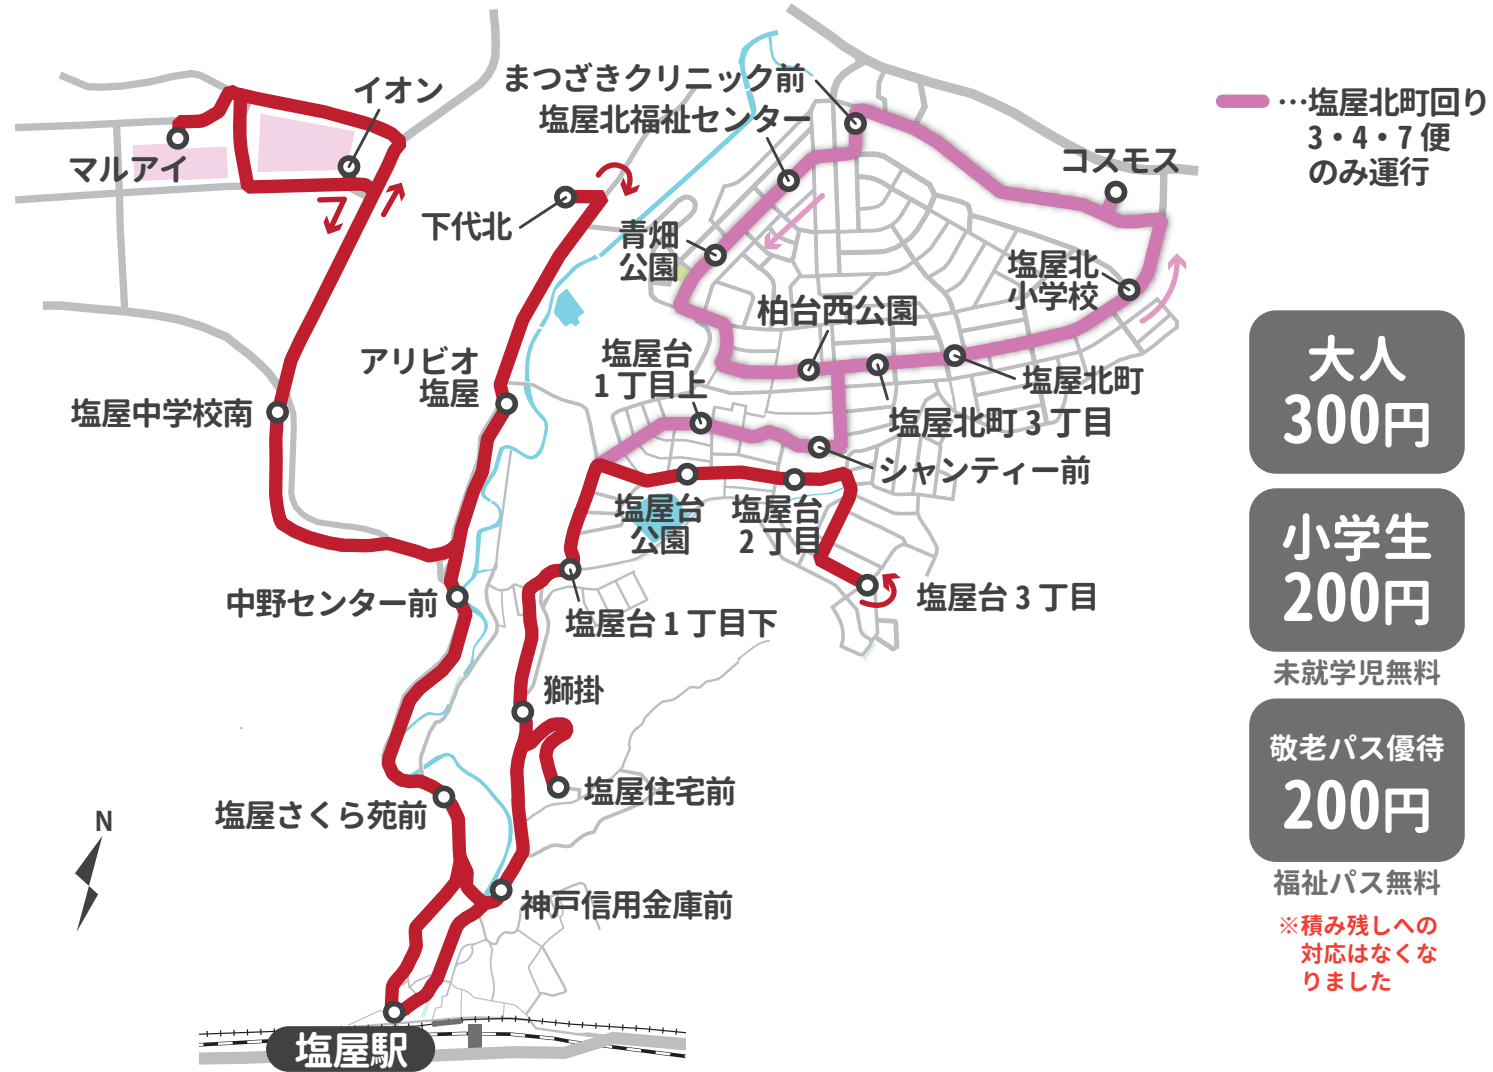 まつざきクリニック前
塩屋北福祉センター
イオン
マルアイ
下代北
青畑
公園
コスモス
塩屋北
小学校
柏台西公園
塩屋台
1丁目上
アリビオ
塩屋
塩屋北町
塩屋中学校南
塩屋北町3丁目
シャンティー前
塩屋台
公園
塩屋台
2丁目
中野センター前
塩屋台1丁目下
塩屋台3丁目
獅掛
塩屋住宅前
塩屋さくら苑前
神戸信用金庫前
N
塩屋駅
…塩屋北町回り
3・4・7便
のみ運行
大人
300円
小学生
200円
未就学児無料
敬老パス優待
200円
福祉パス無料
※積み残しへの
対応はなくな
りました